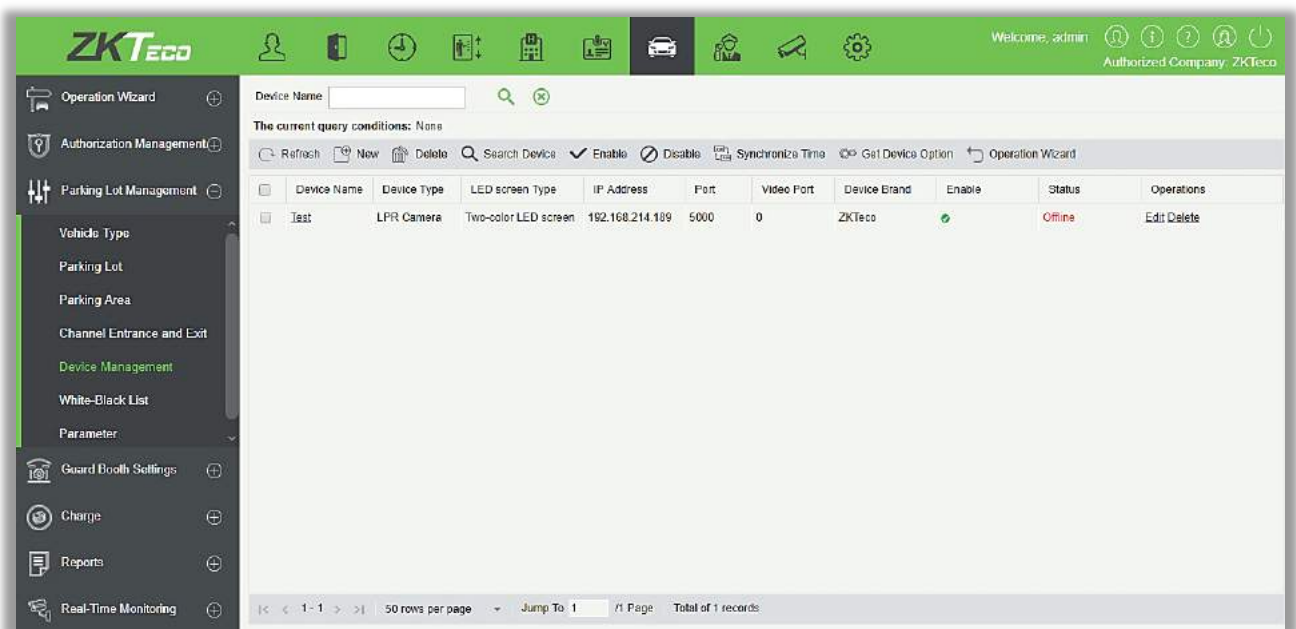 ZKTeco
Welcome, admin
Authorized Company: ZKTeco
Operation Wizard
Authorization Management
Parking Lot Management
Vehicle Type
Parking Lot
Parking Area
Channel Entrance and Exit
Device Management
White-Black List
Parameter
Guard Booth Settings
Charge
Reports
Real-Time Monitoring
Device Name
The current query conditions: None
Refresh New Delete Search Device Enable Disable Synchronize Time Get Device Option Operation Wizard
Device Name Device Type LED screen Type IP Address Port Video Port Device Brand Enable Status Operations
Test LPR Camera Two-color LED screen 192.168.214.189 5000 0 ZKTeco Offline Edit Delete
|< < 1-1 > >| 50 rows per page Jump To 1 /1 Page Total of 1 records